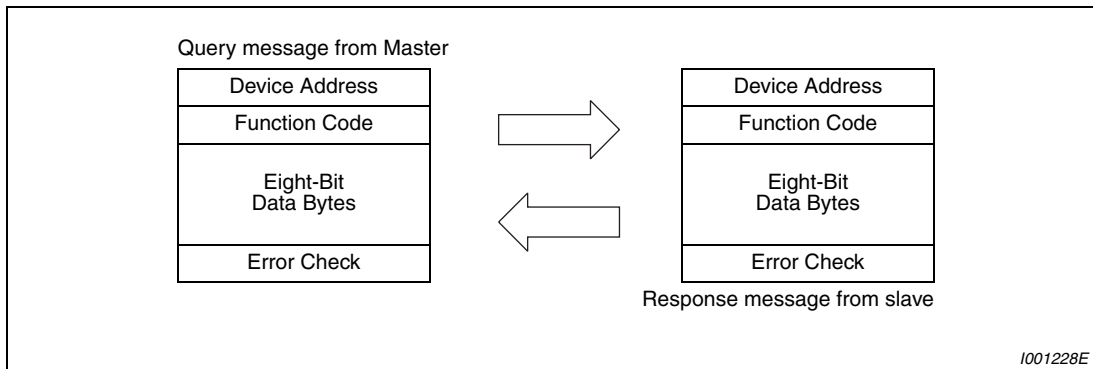 Query message from Master
Device Address
Function Code
Eight-Bit
Data Bytes
Error Check
Device Address
Function Code
Eight-Bit
Data Bytes
Error Check
Response message from slave
I001228E